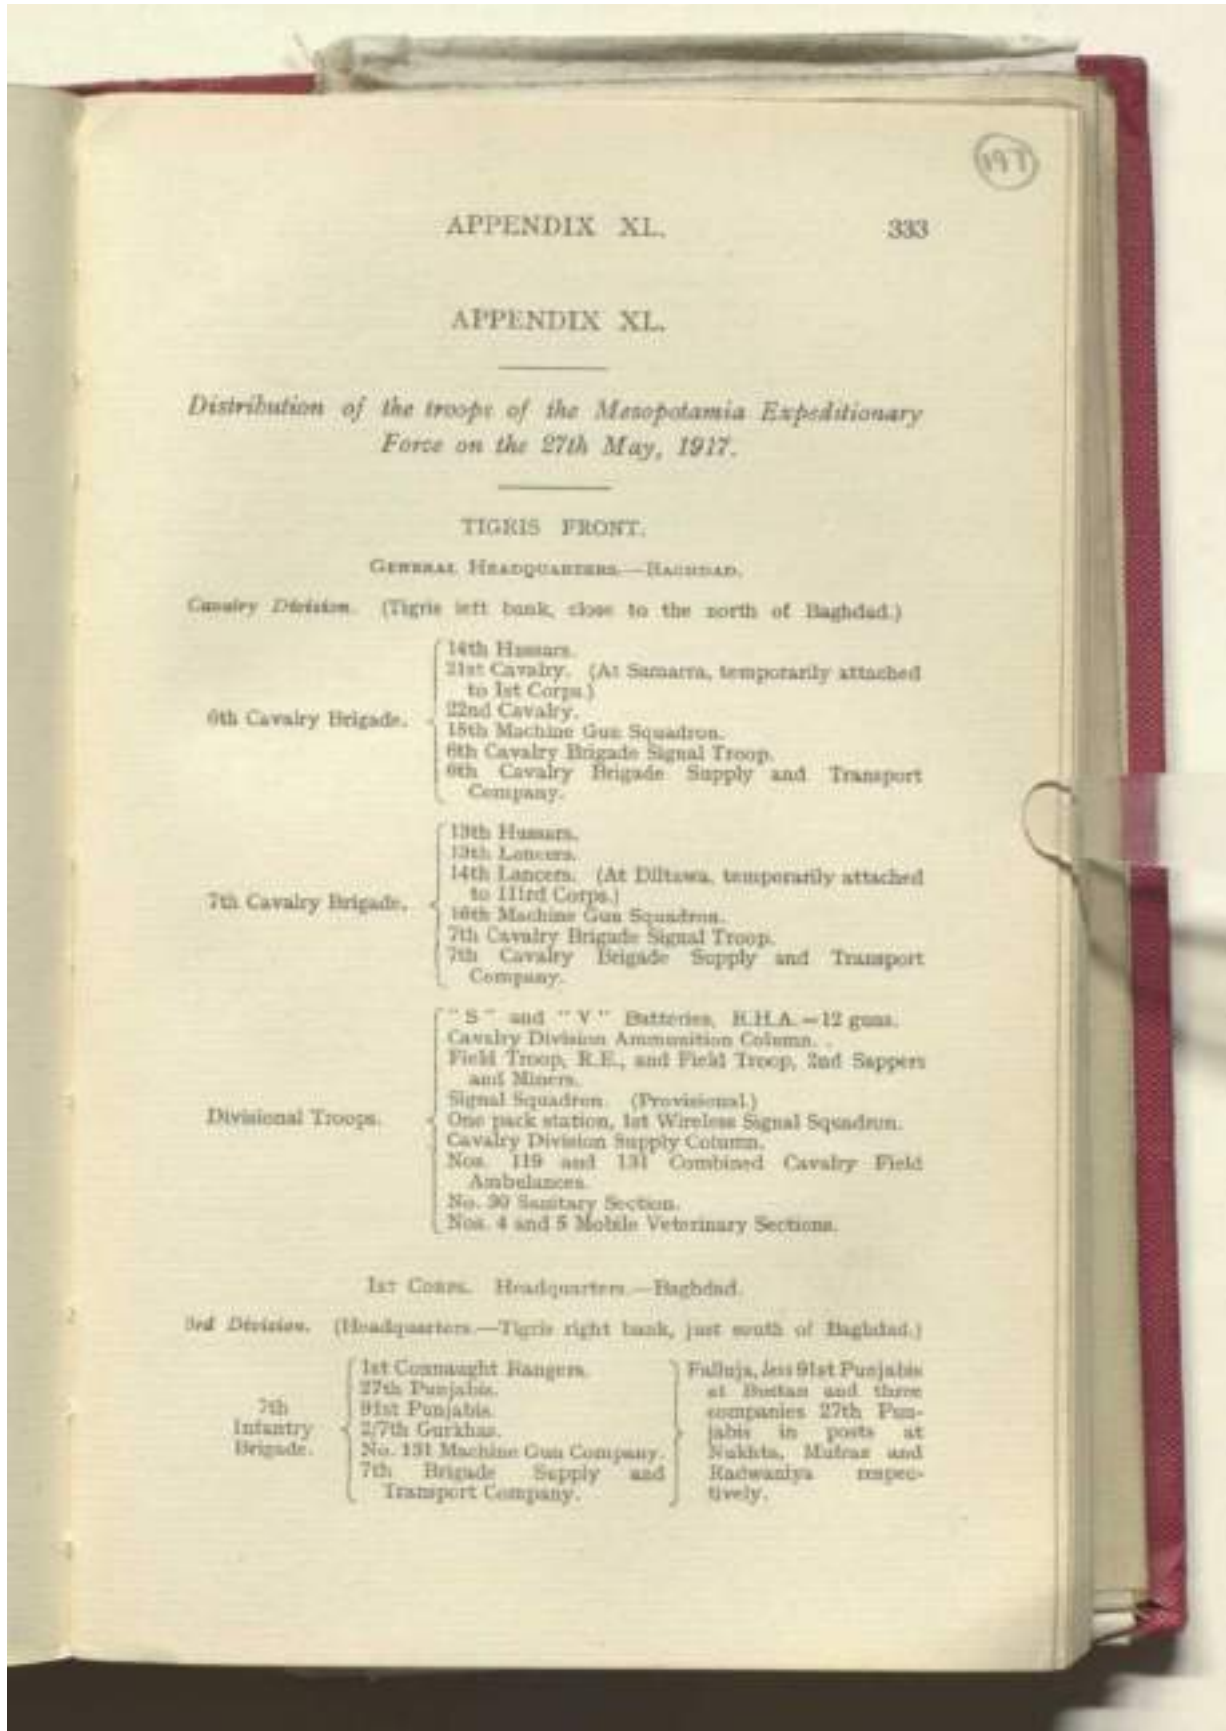 197
APPENDIX XL. 333
APPENDIX XL.
Distribution of the troops of the Mesopotamia Expeditionary
Force on the 27th May, 1917.
TIGRIS FRONT.
GENERAL HEADQUARTERS.—BAGHDAD.
Cavalry Division. (Tigris left bank, close to the north of Baghdad.)
6th Cavalry Brigade.
14th Hussars.
21st Cavalry. (At Samarra, temporarily attached
to 1st Corps.)
22nd Cavalry.
15th Machine Gun Squadron.
6th Cavalry Brigade Signal Troop.
6th Cavalry Brigade Supply and Transport
Company.
7th Cavalry Brigade.
13th Hussars.
13th Lancers.
14th Lancers. (At Diltawa, temporarily attached
to IIIrd Corps.)
16th Machine Gun Squadron.
7th Cavalry Brigade Signal Troop.
7th Cavalry Brigade Supply and Transport
Company.
Divisional Troops.
"S" and "V" Batteries, R.H.A.=12 guns.
Cavalry Division Ammunition Column.
Field Troop, R.E., and Field Troop, 2nd Sappers
and Miners.
Signal Squadron. (Provisional.)
One pack station, 1st Wireless Signal Squadron.
Cavalry Division Supply Column.
Nos. 119 and 131 Combined Cavalry Field
Ambulances.
No. 30 Sanitary Section.
Nos. 4 and 5 Mobile Veterinary Sections.
IST CORPS. Headquarters.—Baghdad.
3rd Division. (Headquarters.—Tigris right bank, just south of Baghdad.)
7th
Infantry
Brigade.
1st Connaught Rangers.
27th Punjabis.
91st Punjabis.
2/7th Gurkhas.
No. 131 Machine Gun Company.
7th Brigade Supply and
Transport Company.
Falluja, less 91st Punjabis
at Bustan and three
companies 27th Pun-
jabis in posts at
Nukhta, Mufraz and
Radwaniya respec-
tively.